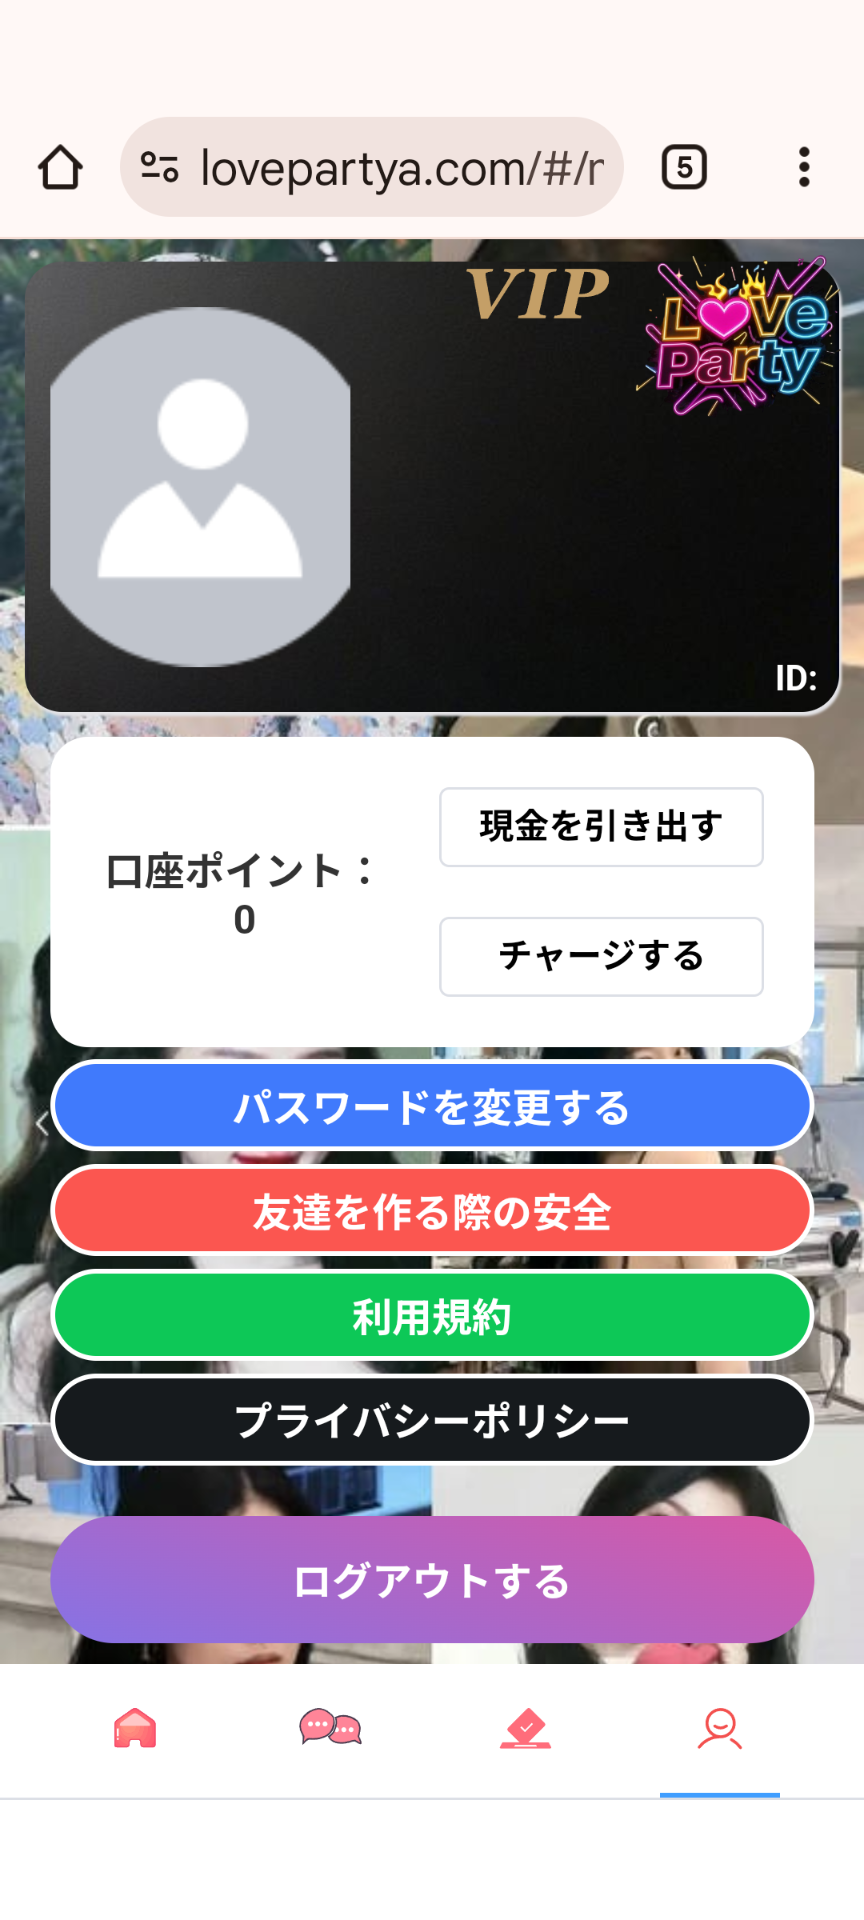 lovepartya.com/#/r
5
VIP
Love
Party
ID:
口座ポイント：
0
現金を引き出す
チャージする
パスワードを変更する
友達を作る際の安全
利用規約
プライバシーポリシー
ログアウトする